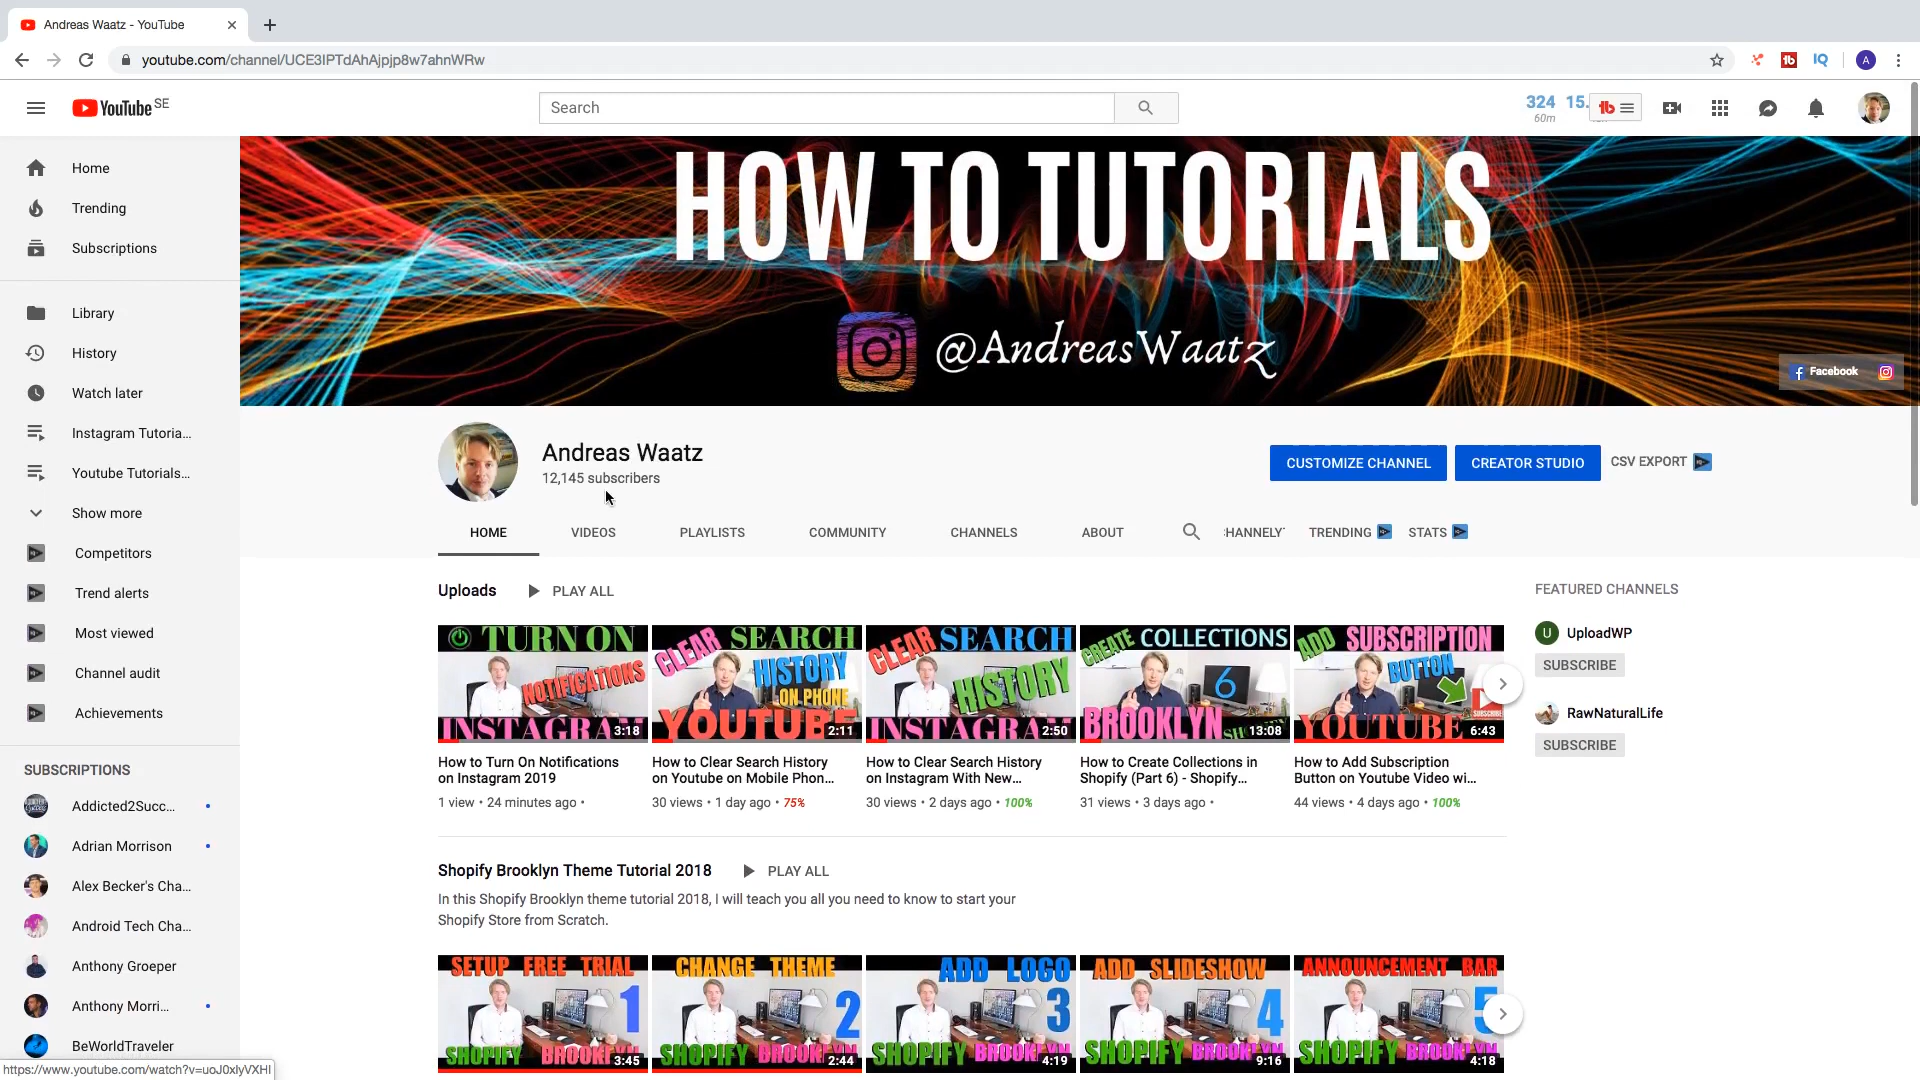 Andreas Waatz - YouTube
youtube.com/channel/UCE3IPTdAhAjpjp8w7ahnWRw
YouTube SE
Search
324 15.
60m
Home
Trending
Subscriptions
Library
History
Watch later
Instagram Tutoria...
Youtube Tutorials...
Show more
Competitors
Trend alerts
Most viewed
Channel audit
Achievements
SUBSCRIPTIONS
Addicted2Succ...
Adrian Morrison
Alex Becker's Cha...
Android Tech Cha...
Anthony Groeper
Anthony Morri...
BeWorldTraveler
https://www.youtube.com/watch?v=uoJ0xlyVXHI
HOW TO TUTORIALS
@AndreasWaatz
Facebook
Andreas Waatz
12,145 subscribers
CUSTOMIZE CHANNEL
CREATOR STUDIO
CSV EXPORT
HOME VIDEOS PLAYLISTS COMMUNITY CHANNELS ABOUT HANNELY TRENDING STATS
Uploads PLAY ALL
TURN ON NOTIFICATIONS INSTAGRAM 3:18
CLEAR SEARCH HISTORY ON PHONE YOUTUBE 2:11
CLEAR SEARCH HISTORY INSTAGRAM 2:50
CREATE COLLECTIONS 6 BROOKLYN 13:08
ADD SUBSCRIPTION BUTTON YOUTUBE SUBSCRIBE 6:43
How to Turn On Notifications
on Instagram 2019
1 view • 24 minutes ago •
How to Clear Search History
on Youtube on Mobile Phon...
30 views • 1 day ago • 75%
How to Clear Search History
on Instagram With New...
30 views • 2 days ago • 100%
How to Create Collections in
Shopify (Part 6) - Shopify...
31 views • 3 days ago •
How to Add Subscription
Button on Youtube Video wi...
44 views • 4 days ago • 100%
FEATURED CHANNELS
U UploadWP
SUBSCRIBE
RawNaturalLife
SUBSCRIBE
Shopify Brooklyn Theme Tutorial 2018 PLAY ALL
In this Shopify Brooklyn theme tutorial 2018, I will teach you all you need to know to start your
Shopify Store from Scratch.
SETUP FREE TRIAL 1 SHOPIFY BROOKLYN 3:45
CHANGE THEME 2 SHOPIFY BROOKLYN 2:44
ADD LOGO 3 SHOPIFY BROOKLYN 4:19
ADD SLIDESHOW 4 SHOPIFY BROOKLYN 9:16
ANNOUNCEMENT BAR 5 SHOPIFY BROOKLYN 4:18